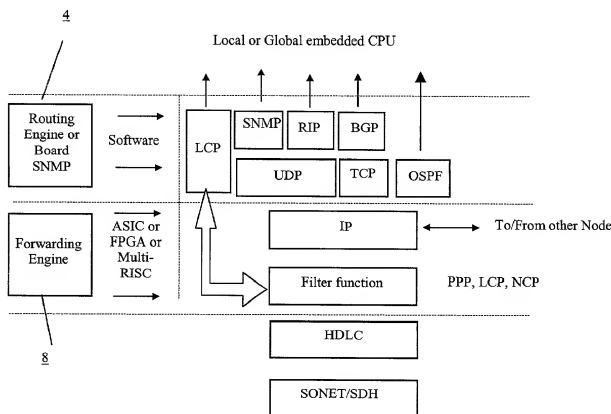 4
Local or Global embedded CPU
Routing
Engine or
Board
SNMP
Software
LCP
SNMP
RIP
BGP
UDP
TCP
OSPF
Forwarding
Engine
ASIC or
FPGA or
Multi-
RISC
IP
To/From other Node
Filter function
PPP, LCP, NCP
HDLC
8
SONET/SDH